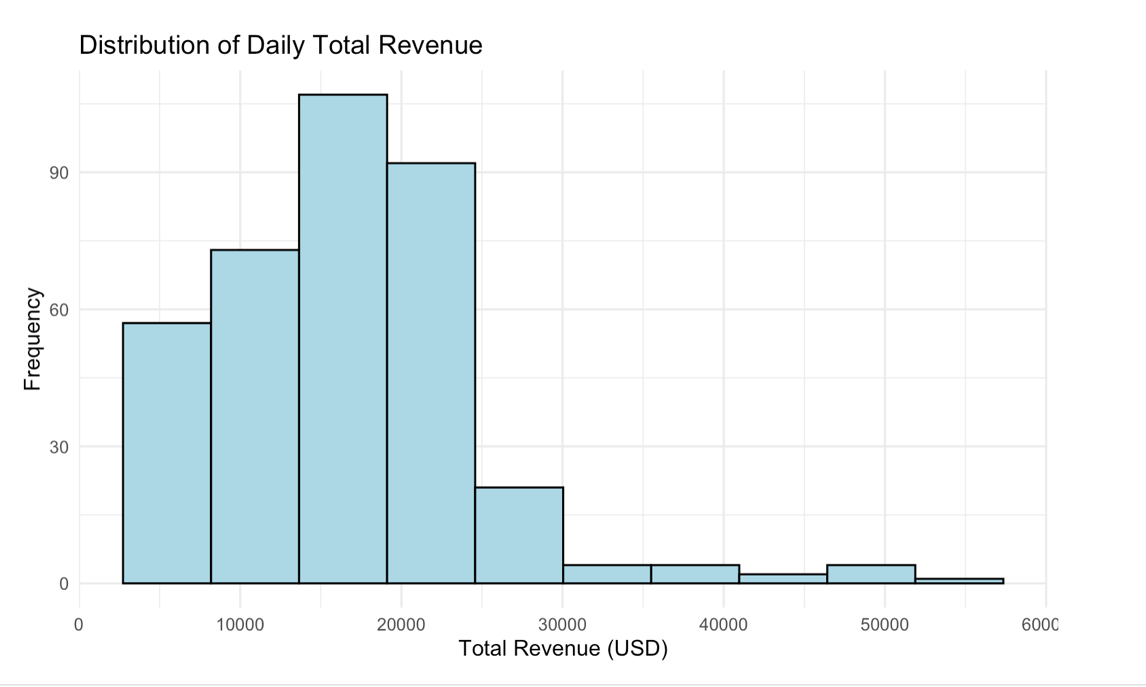 Distribution of Daily Total Revenue
90
60
30
0
Frequency
0 10000 20000 30000 40000 50000 6000
Total Revenue (USD)